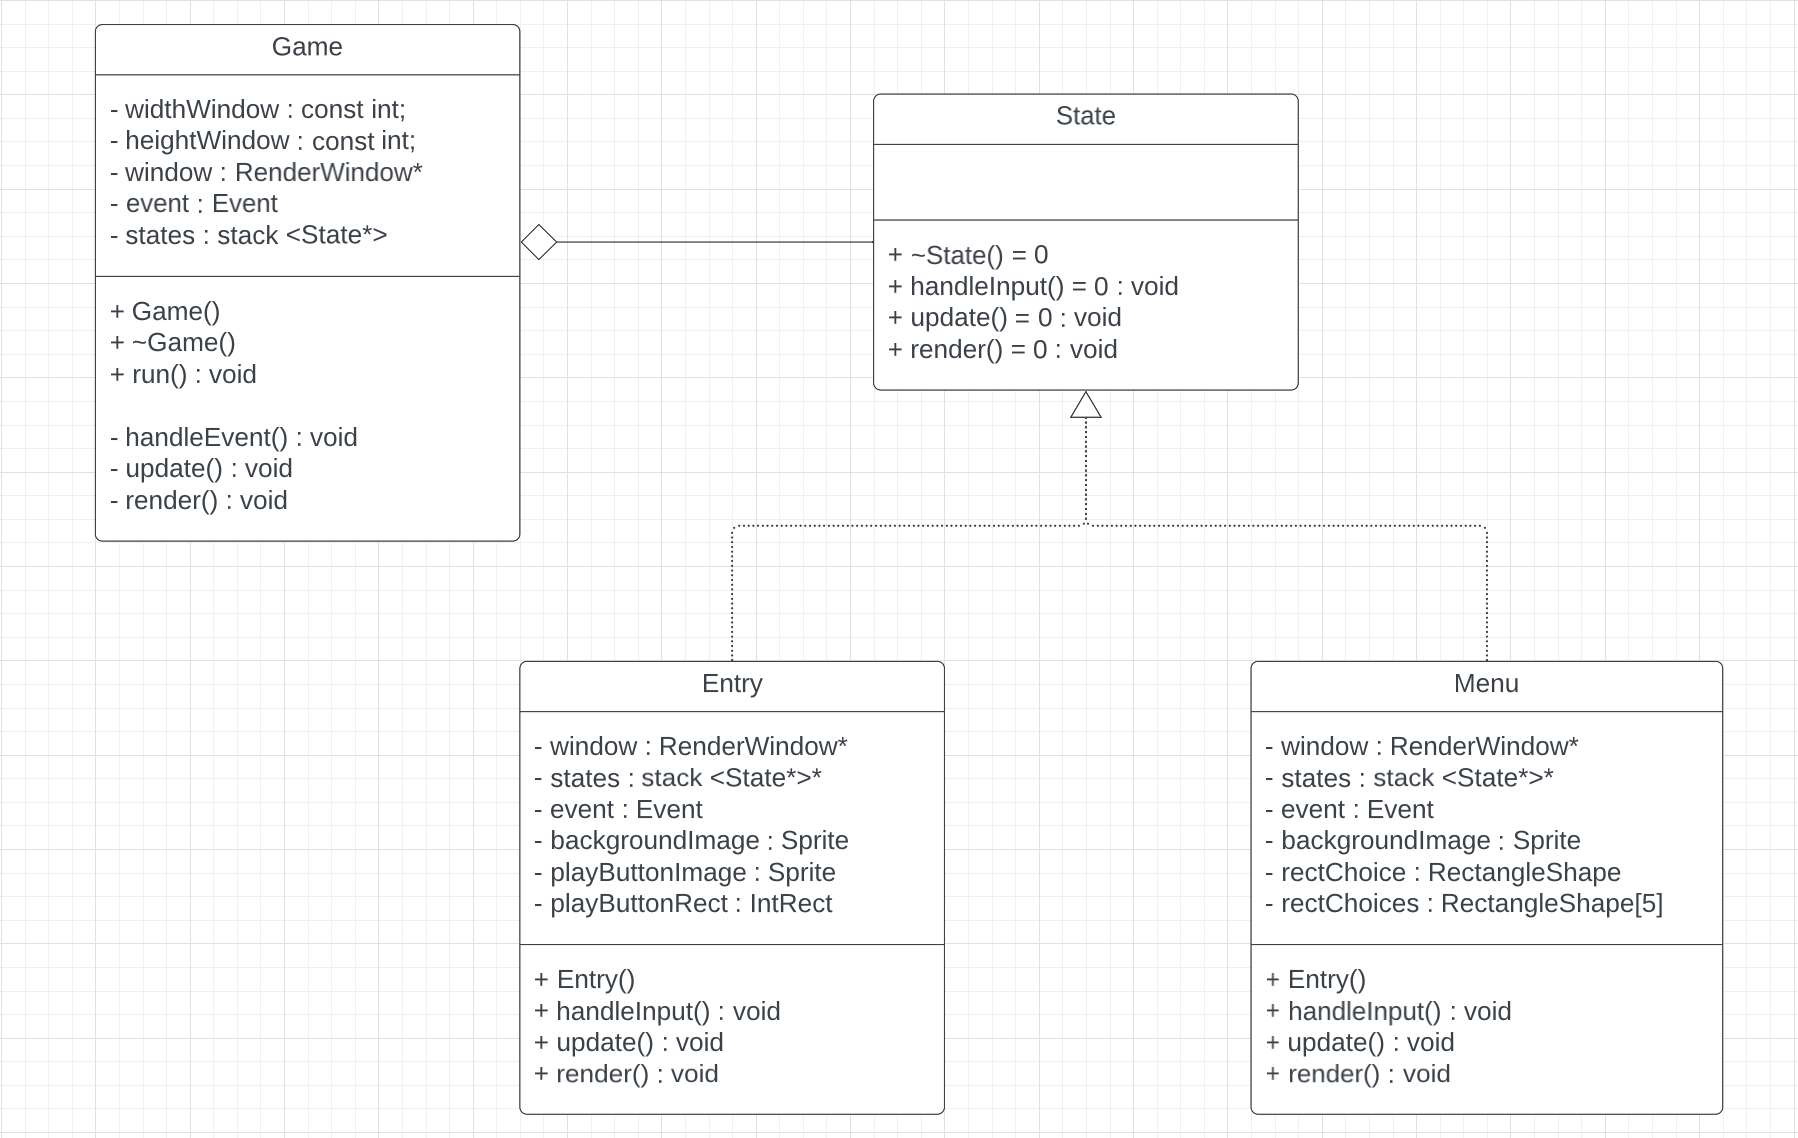 Game
- widthWindow : const int;
- heightWindow : const int;
- window : RenderWindow*
- event : Event
- states : stack <State*>
+ Game()
+ ~Game()
+ run() : void
- handleEvent() : void
- update() : void
- render() : void
State
+ ~State() = 0
+ handleInput() = 0 : void
+ update() = 0 : void
+ render() = 0 : void
Entry
- window : RenderWindow*
- states : stack <State*>*
- event : Event
- backgroundImage : Sprite
- playButtonImage : Sprite
- playButtonRect : IntRect
+ Entry()
+ handleInput() : void
+ update() : void
+ render() : void
Menu
- window : RenderWindow*
- states : stack <State*>*
- event : Event
- backgroundImage : Sprite
- rectChoice : RectangleShape
- rectChoices : RectangleShape[5]
+ Entry()
+ handleInput() : void
+ update() : void
+ render() : void